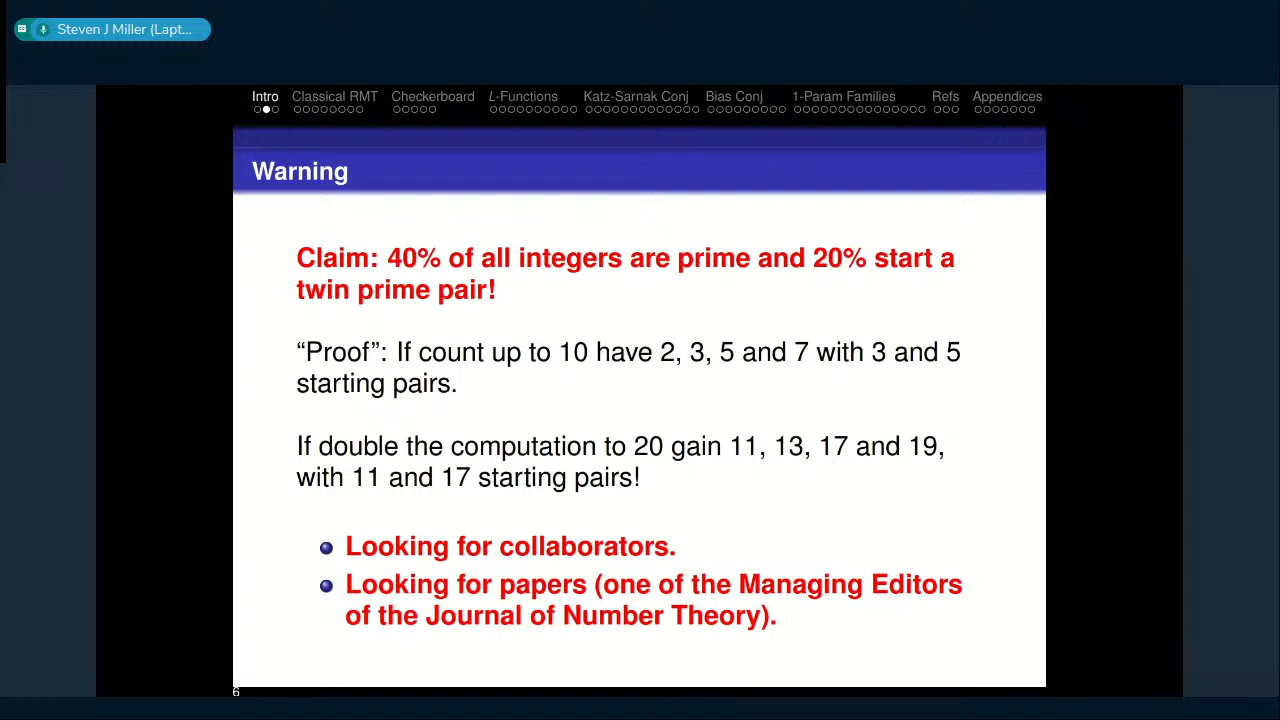 Steven J Miller (Lapt...
Intro Classical RMT Checkerboard L-Functions Katz-Sarnak Conj Bias Conj 1-Param Families Refs Appendices
Warning
Claim: 40% of all integers are prime and 20% start a
twin prime pair!
“Proof”: If count up to 10 have 2, 3, 5 and 7 with 3 and 5
starting pairs.
If double the computation to 20 gain 11, 13, 17 and 19,
with 11 and 17 starting pairs!
Looking for collaborators.
Looking for papers (one of the Managing Editors
of the Journal of Number Theory).
6